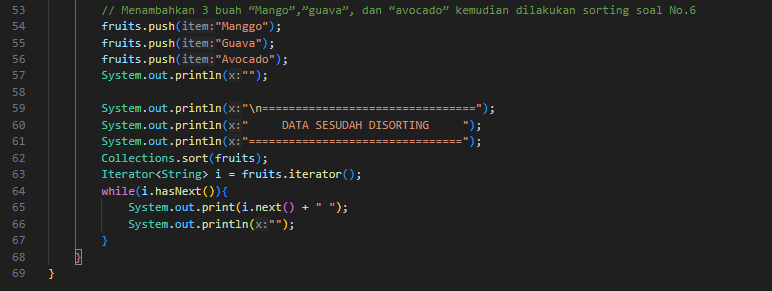 53 // Menambahkan 3 buah “Mango”,”guava”, dan “avocado” kemudian dilakukan sorting soal No.6
54 fruits.push(item:"Manggo");
55 fruits.push(item:"Guava");
56 fruits.push(item:"Avocado");
57 System.out.println(x:"");
58
59 System.out.println(x:"\n================================");
60 System.out.println(x:"     DATA SESUDAH DISORTING     ");
61 System.out.println(x:"================================");
62 Collections.sort(fruits);
63 Iterator<String> i = fruits.iterator();
64 while(i.hasNext()){
65 System.out.print(i.next() + " ");
66 System.out.println(x:"");
67 }
68 }
69 }